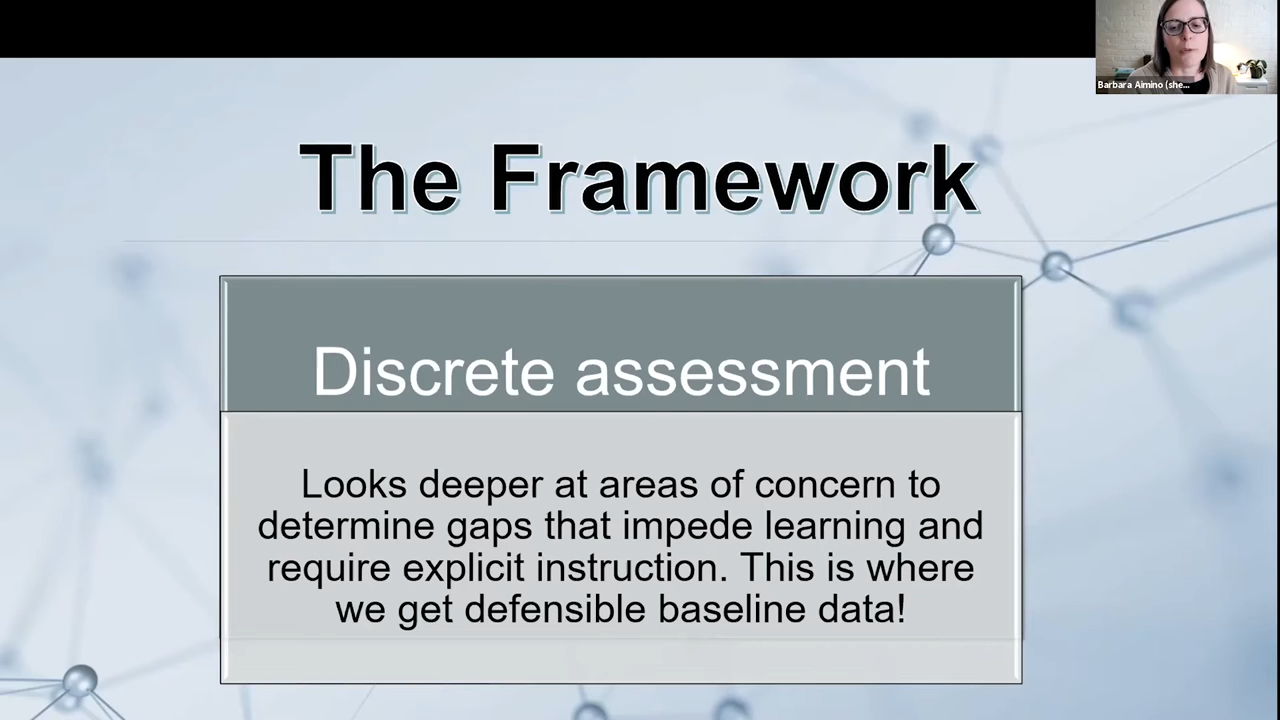 Barbara Aimino (she...
The Framework
Discrete assessment
Looks deeper at areas of concern to
determine gaps that impede learning and
require explicit instruction. This is where
we get defensible baseline data!